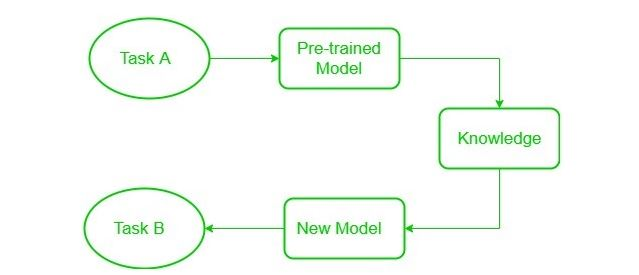 Task A
Pre-trained
Model
Knowledge
Task B
New Model